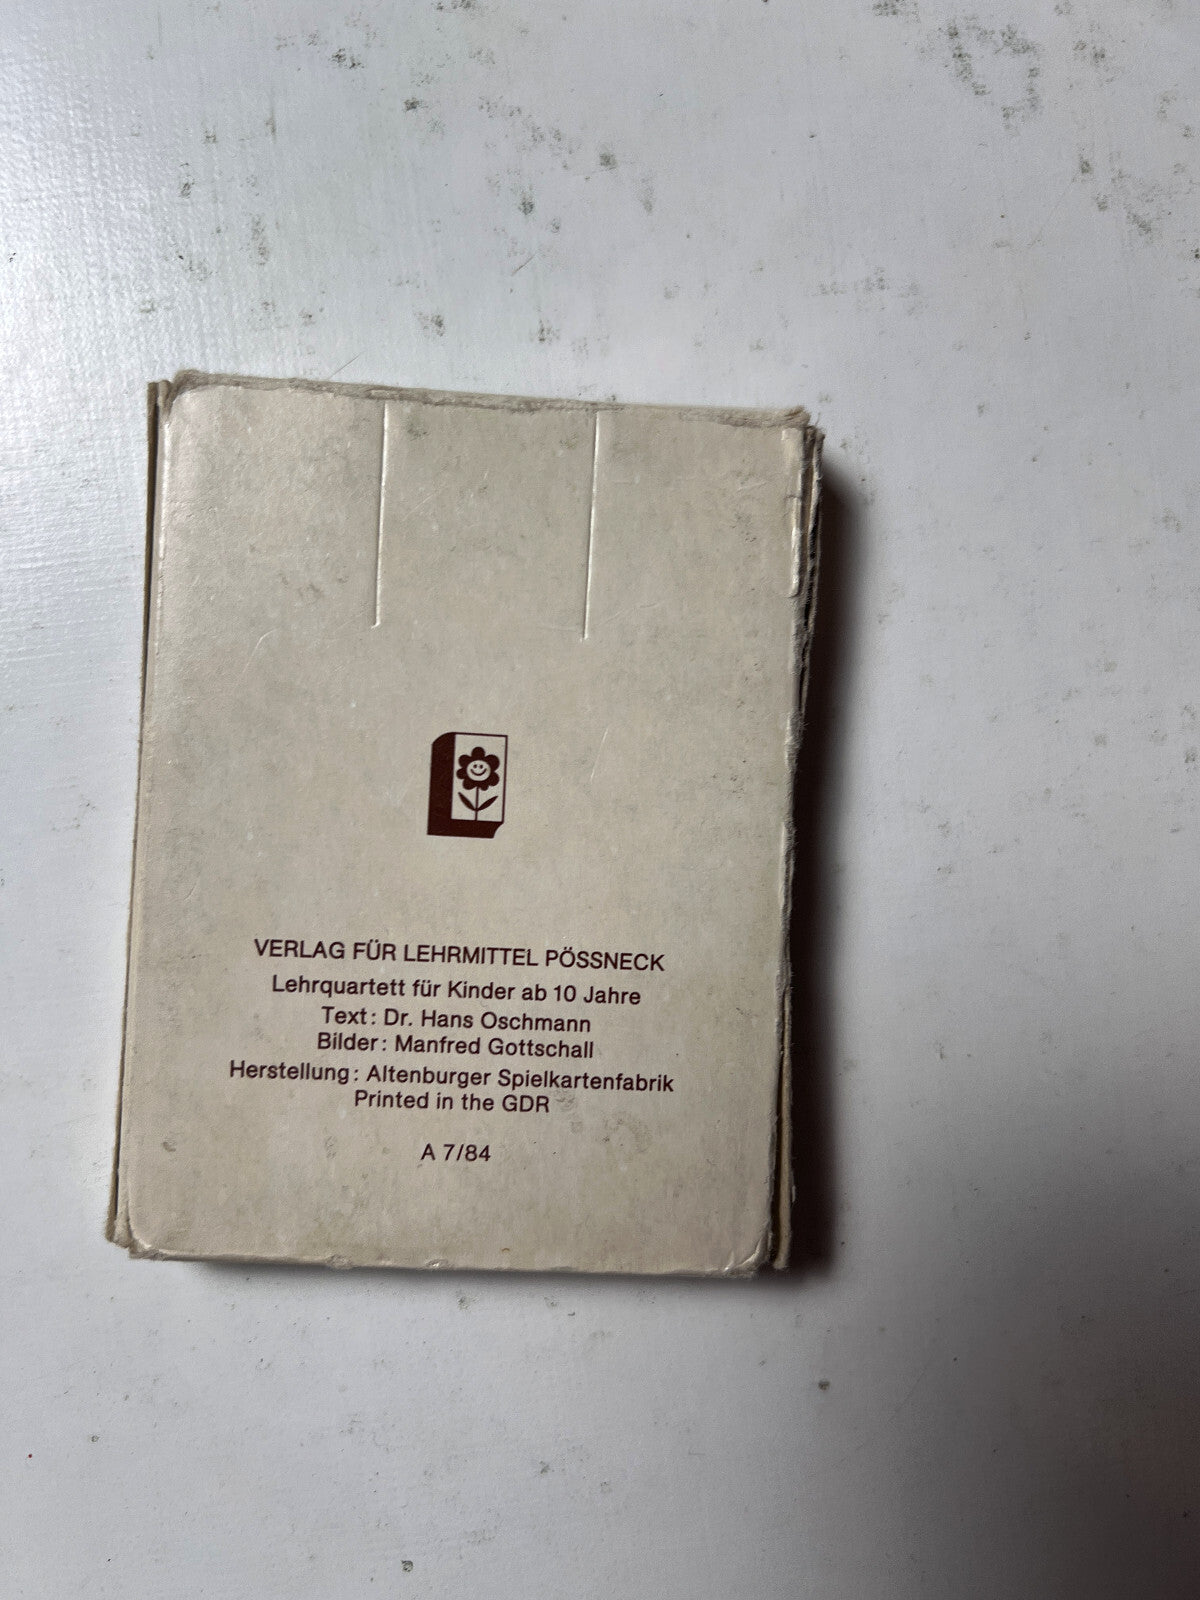 VERLAG FÜR LEHRMITTEL PÖSSNECK
Lehrquartett für Kinder ab 10 Jahre
Text: Dr. Hans Oschmann
Bilder: Manfred Gottschall
Herstellung: Altenburger Spielkartenfabrik
Printed in the GDR
A 7/84